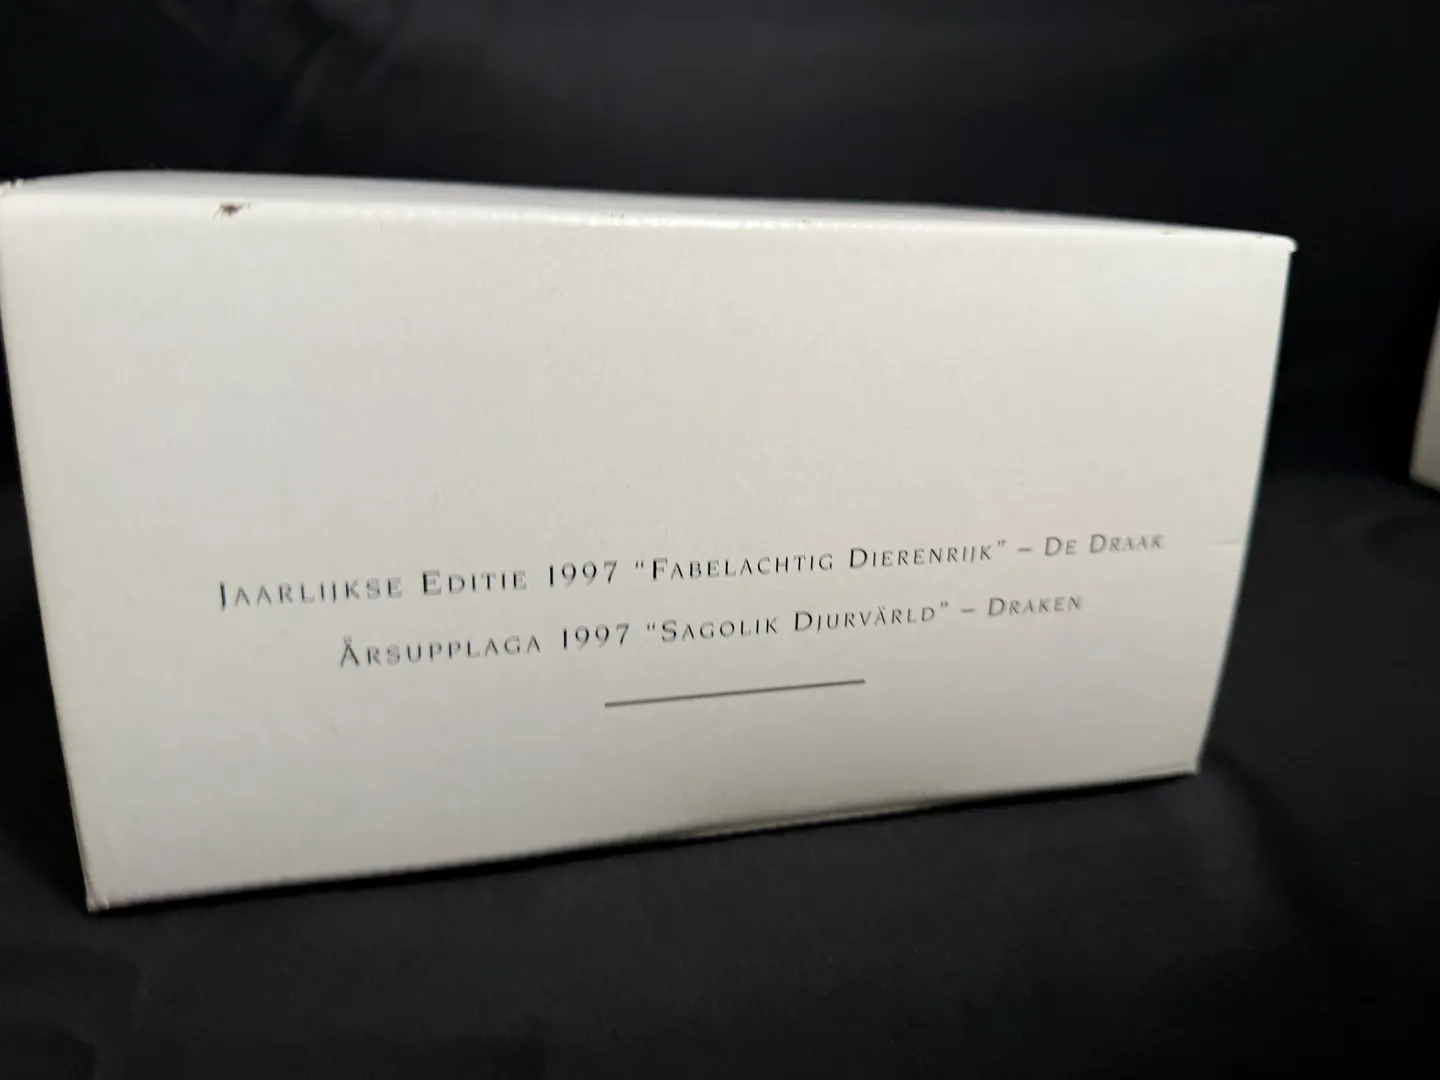 Jaarlijkse Editie 1997 "Fabelachtig Dierenrijk" – De Draak
Årsupplaga 1997 "Sagolik Djurvärld" – Draken